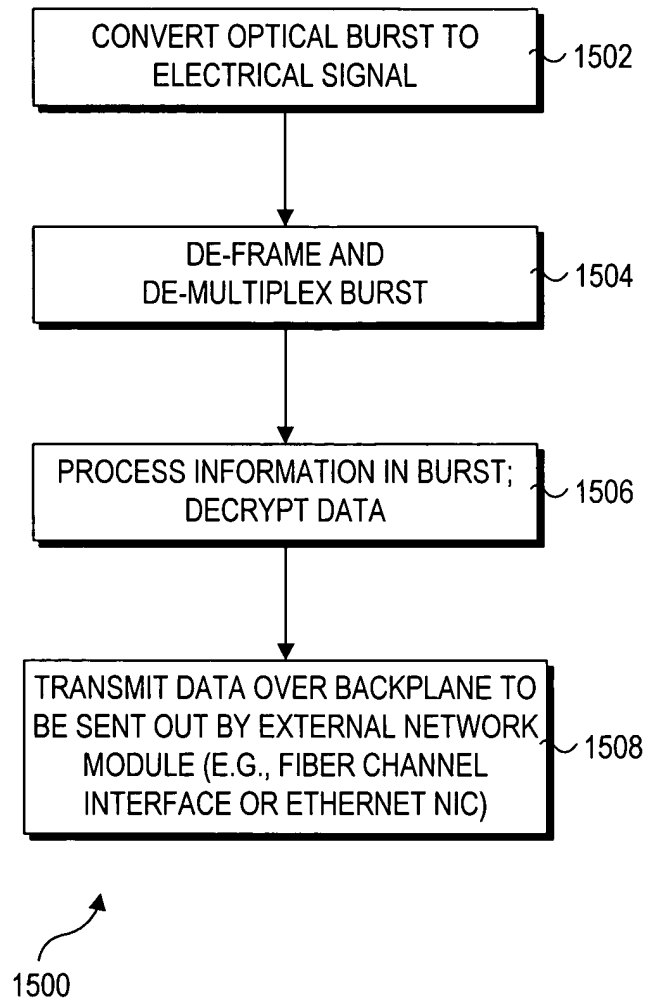 CONVERT OPTICAL BURST TO
ELECTRICAL SIGNAL
1502
DE-FRAME AND
DE-MULTIPLEX BURST
1504
PROCESS INFORMATION IN BURST;
DECRYPT DATA
1506
TRANSMIT DATA OVER BACKPLANE TO
BE SENT OUT BY EXTERNAL NETWORK
MODULE (E.G., FIBER CHANNEL
INTERFACE OR ETHERNET NIC)
1508
1500